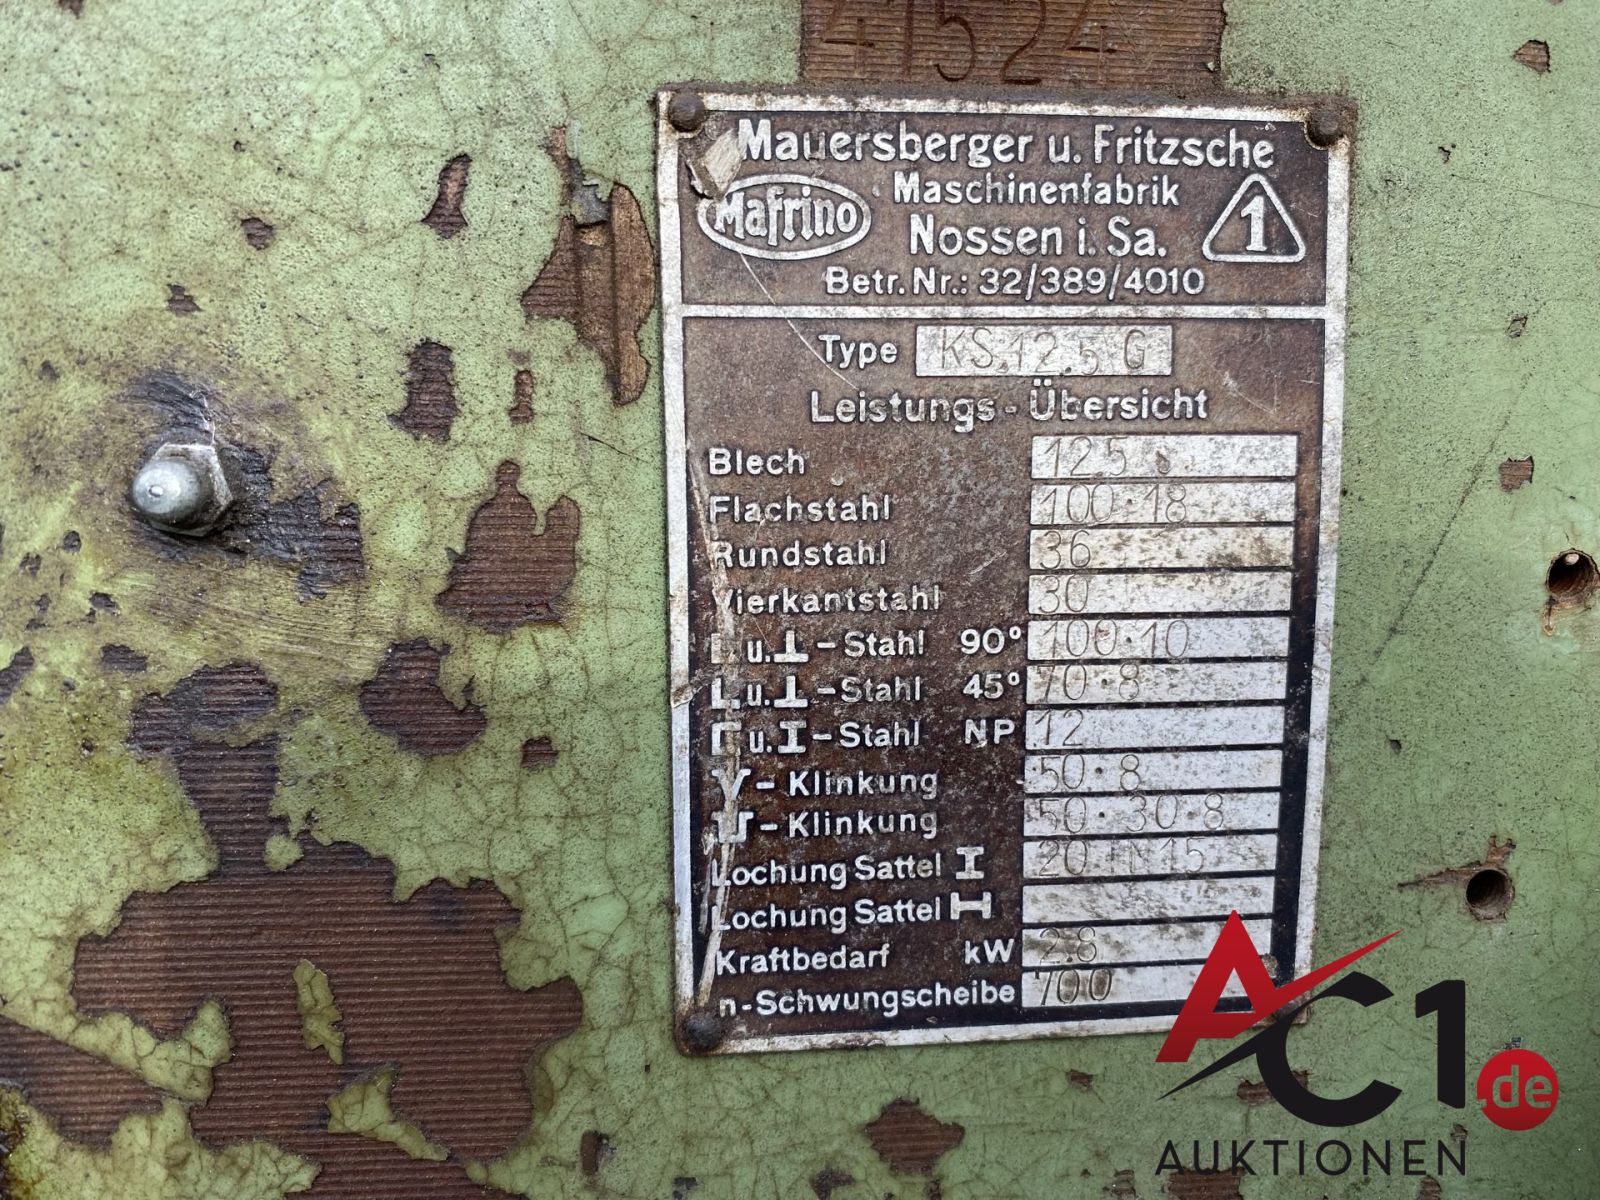 41524
Mauersberger u. Fritzsche
Mafrino
Maschinenfabrik
Nossen i. Sa.
1
Betr. Nr.: 32/389/4010
Type KS.12.5 G
Leistungs - Übersicht
Blech 12.5
Flachstahl 100·18
Rundstahl 36
Vierkantstahl 30
L u. ⊥ - Stahl 90° 100·10
L u. ⊥ - Stahl 45° 70·8
u. I - Stahl NP 12
V - Klinkung 50·8
- Klinkung 50·30·8
Lochung Sattel I 20 IN 15
Lochung Sattel H
Kraftbedarf kW 2.8
n - Schwungscheibe 700
AC1.de
AUKTIONEN